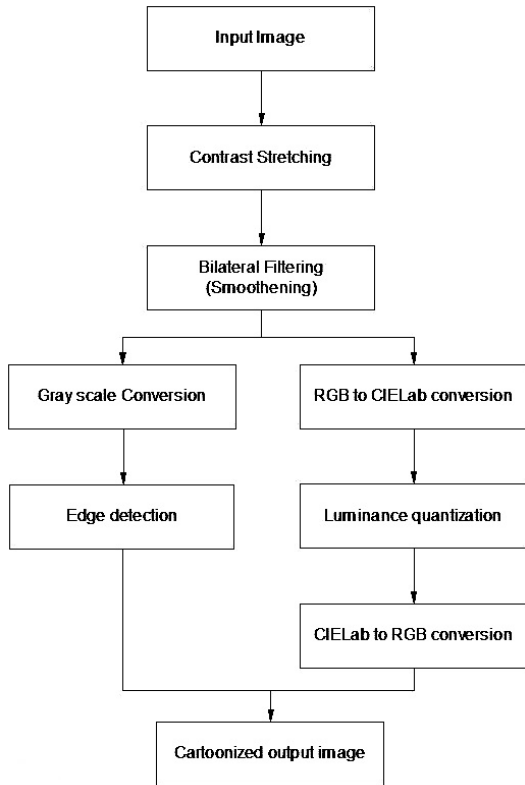 Input Image
Contrast Stretching
Bilateral Filtering
(Smoothening)
Gray scale Conversion
RGB to CIELab conversion
Edge detection
Luminance quantization
CIELab to RGB conversion
Cartoonized output image